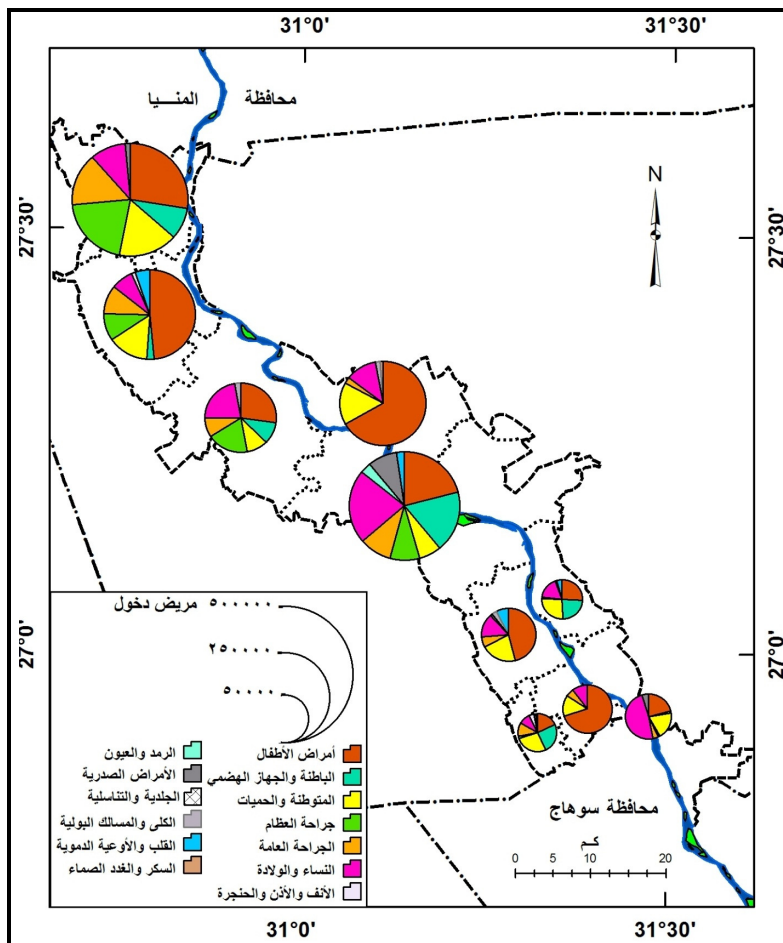 31°0' 31°30'
محافظة المنـــيا
N
27°30' 27°30'
٥٠٠٠٠٠ مريض دخول
٢٥٠٠٠٠
٥٠٠٠٠
27°0' 27°0'
أمراض الأطفال
الباطنة والجهاز الهضمي
المتوطنة والحميات
جراحة العظام
الجراحة العامة
النساء والولادة
الأنف والأذن والحنجرة
الرمد والعيون
الأمراض الصدرية
الجلدية والتناسلية
الكلى والمسالك البولية
القلب والأوعية الدموية
السكر والغدد الصماء
محافظة سوهاج
كـم
0 5 10 20
31°0' 31°30'